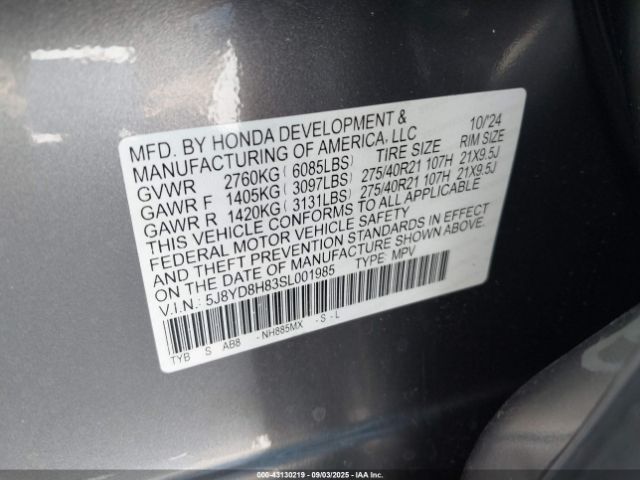 MFD. BY HONDA DEVELOPMENT & 10/'24
MANUFACTURING OF AMERICA, LLC
GVWR 2760KG (6085LBS) TIRE SIZE RIM SIZE
GAWR F 1405KG (3097LBS) 275/40R21 107H 21X9.5J
GAWR R 1420KG (3131LBS) 275/40R21 107H 21X9.5J
THIS VEHICLE CONFORMS TO ALL APPLICABLE
FEDERAL MOTOR VEHICLE SAFETY
AND THEFT PREVENTION STANDARDS IN EFFECT
ON THE DATE OF MANUFACTURE SHOWN ABOVE.
V.I.N.: 5J8YD8H83SL001985 TYPE: MPV
TYB S AB8 -NH885MX -S-L
000-43130219 - 09/03/2025 - IAAI.COM